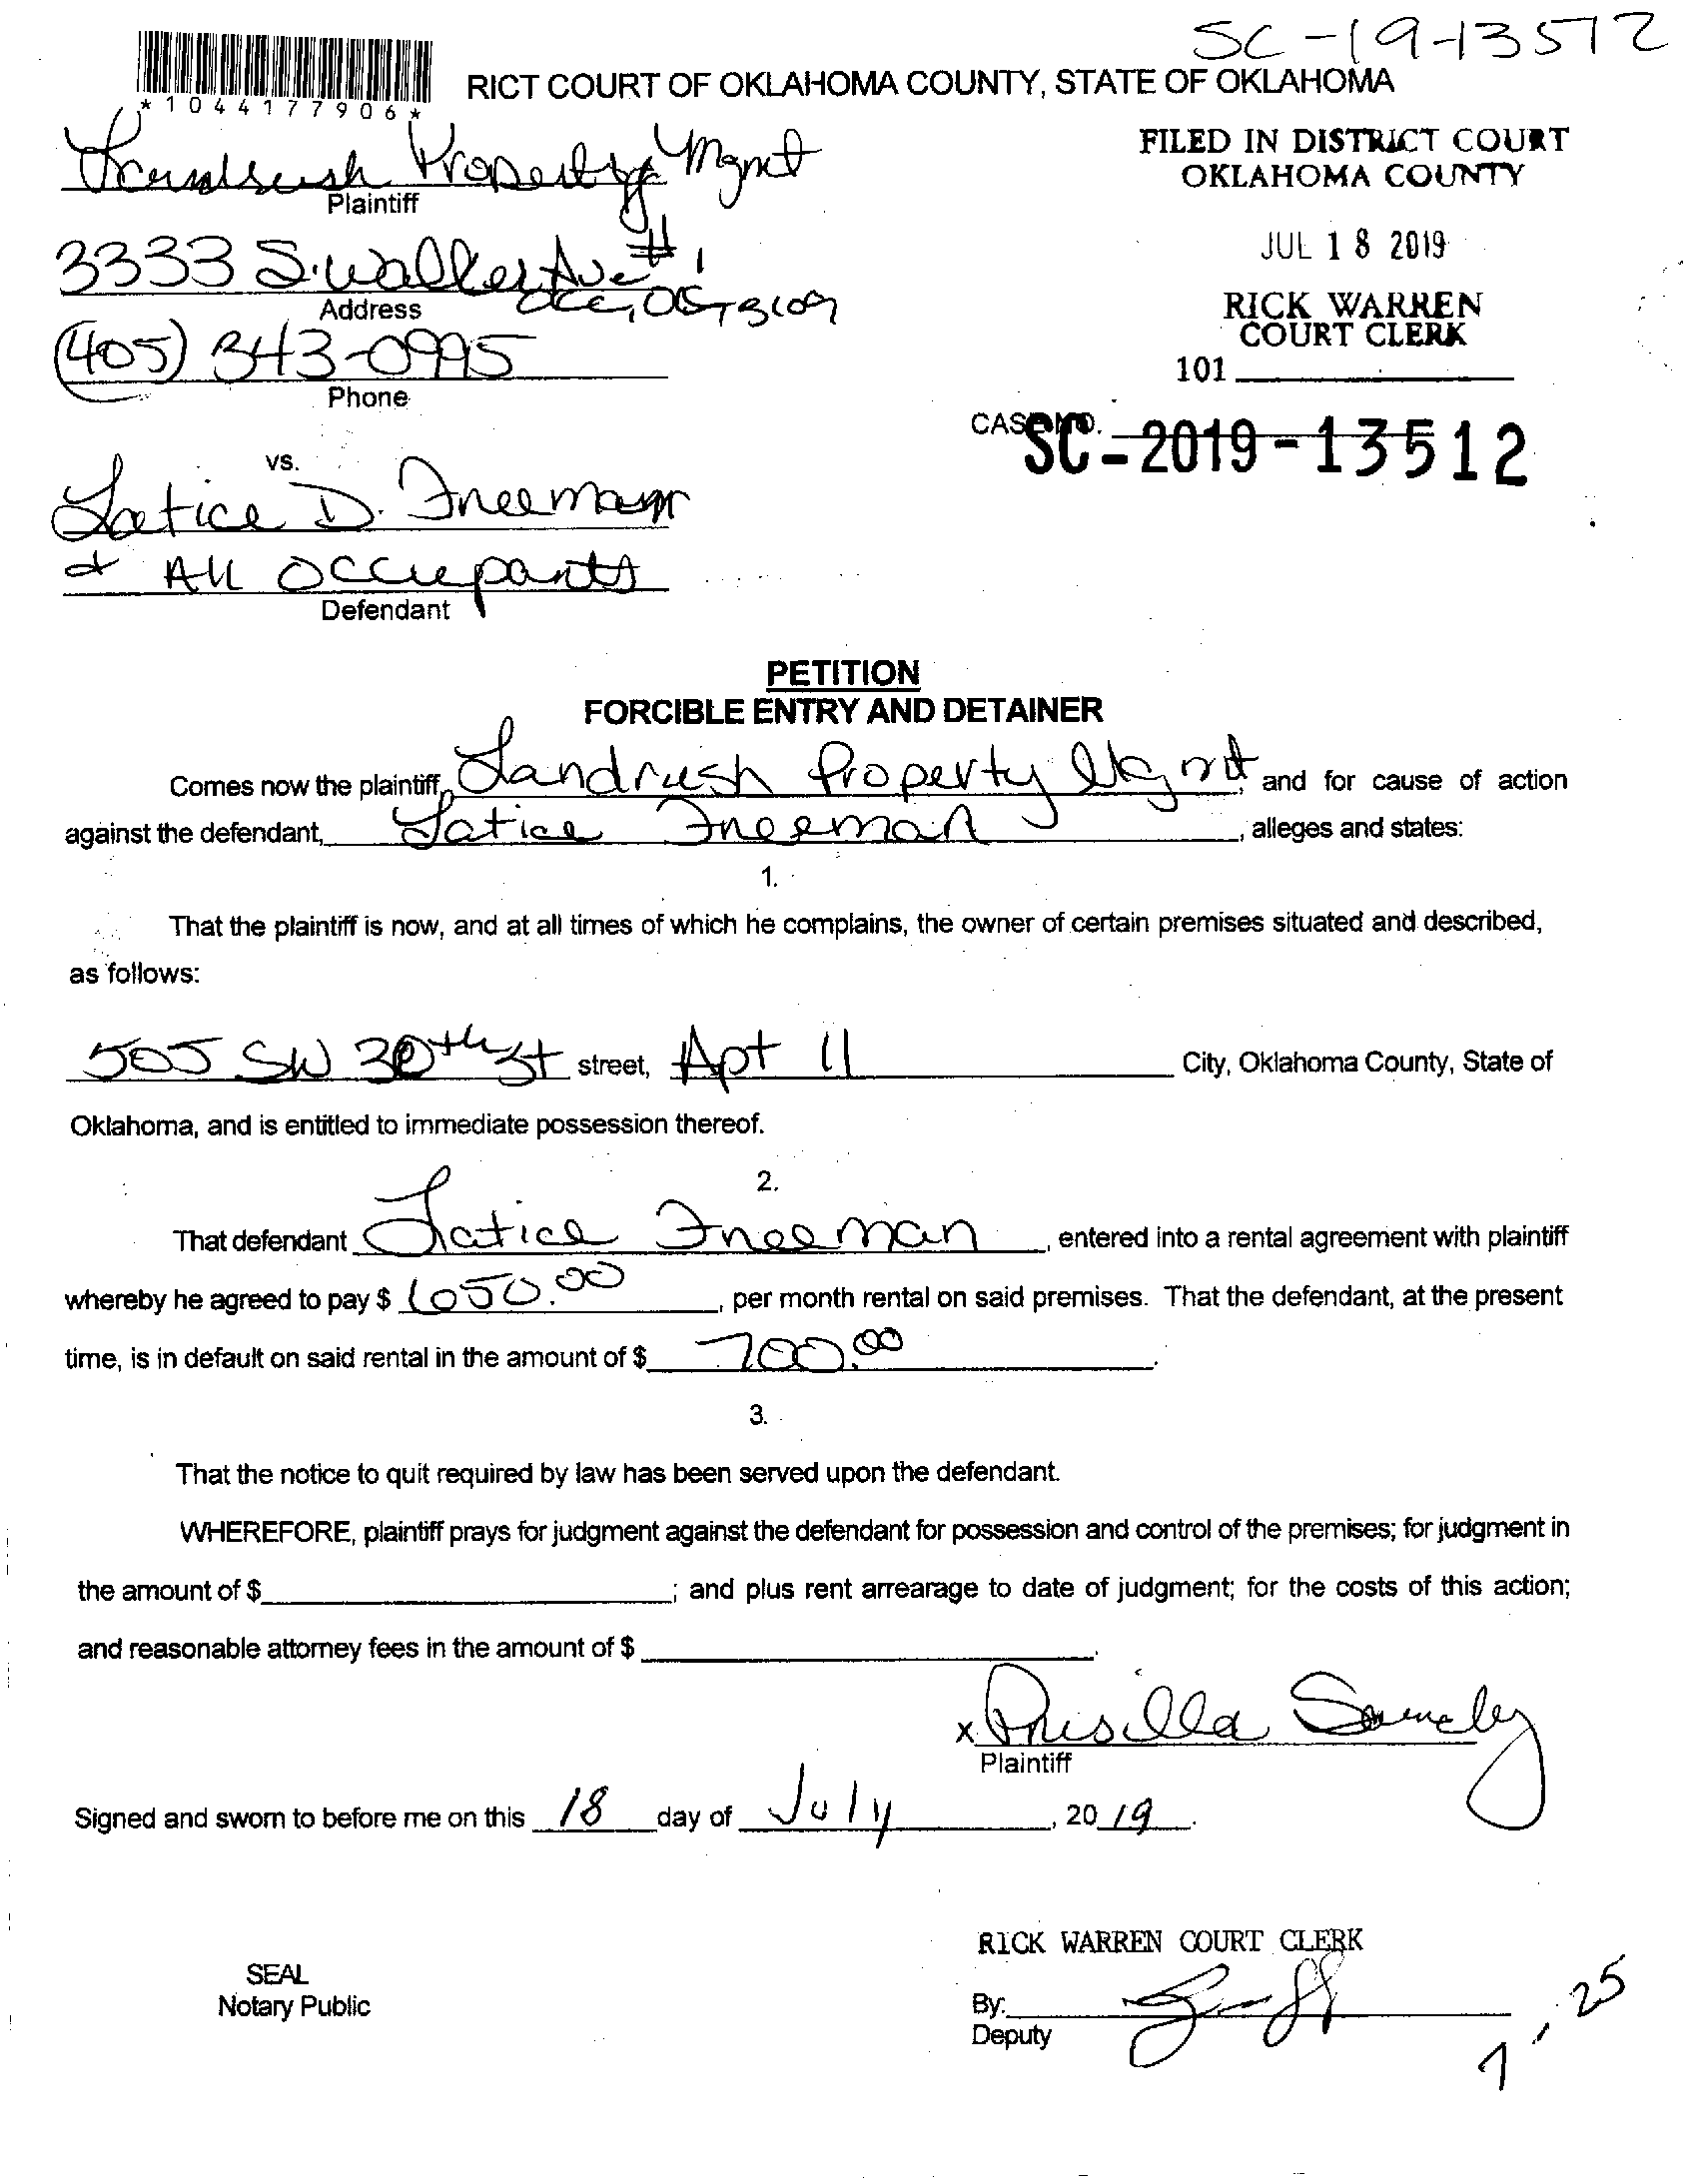 SC-19-13512
*1044177906*
RICT COURT OF OKLAHOMA COUNTY, STATE OF OKLAHOMA
Landrush Property Mgmt
Plaintiff
FILED IN DISTRICT COURT
OKLAHOMA COUNTY
3333 S. Walker Ave #1
Address
OKC, OK 73109
JUL 18 2019
RICK WARREN
COURT CLERK
(405) 343-0995
Phone
101
CASE NO.
SC-2019-13512
vs.
Latice D. Freeman
& All Occupants
Defendant
PETITION
FORCIBLE ENTRY AND DETAINER
Comes now the plaintiff, Landrush Property Mgmt, and for cause of action
against the defendant, Latice Freeman, alleges and states:
1.
That the plaintiff is now, and at all times of which he complains, the owner of certain premises situated and described,
as follows:
505 SW 30th St street, Apt 11 City, Oklahoma County, State of
Oklahoma, and is entitled to immediate possession thereof.
2.
That defendant Latice Freeman, entered into a rental agreement with plaintiff
whereby he agreed to pay $ 650.00, per month rental on said premises. That the defendant, at the present
time, is in default on said rental in the amount of $ 700.00.
3.
That the notice to quit required by law has been served upon the defendant.
WHEREFORE, plaintiff prays for judgment against the defendant for possession and control of the premises; for judgment in
the amount of $ ; and plus rent arrearage to date of judgment; for the costs of this action;
and reasonable attorney fees in the amount of $ .
x Prisilla
Plaintiff
Signed and sworn to before me on this 18 day of July, 2019.
RICK WARREN COURT CLERK
SEAL
Notary Public
By:
Deputy
7,25